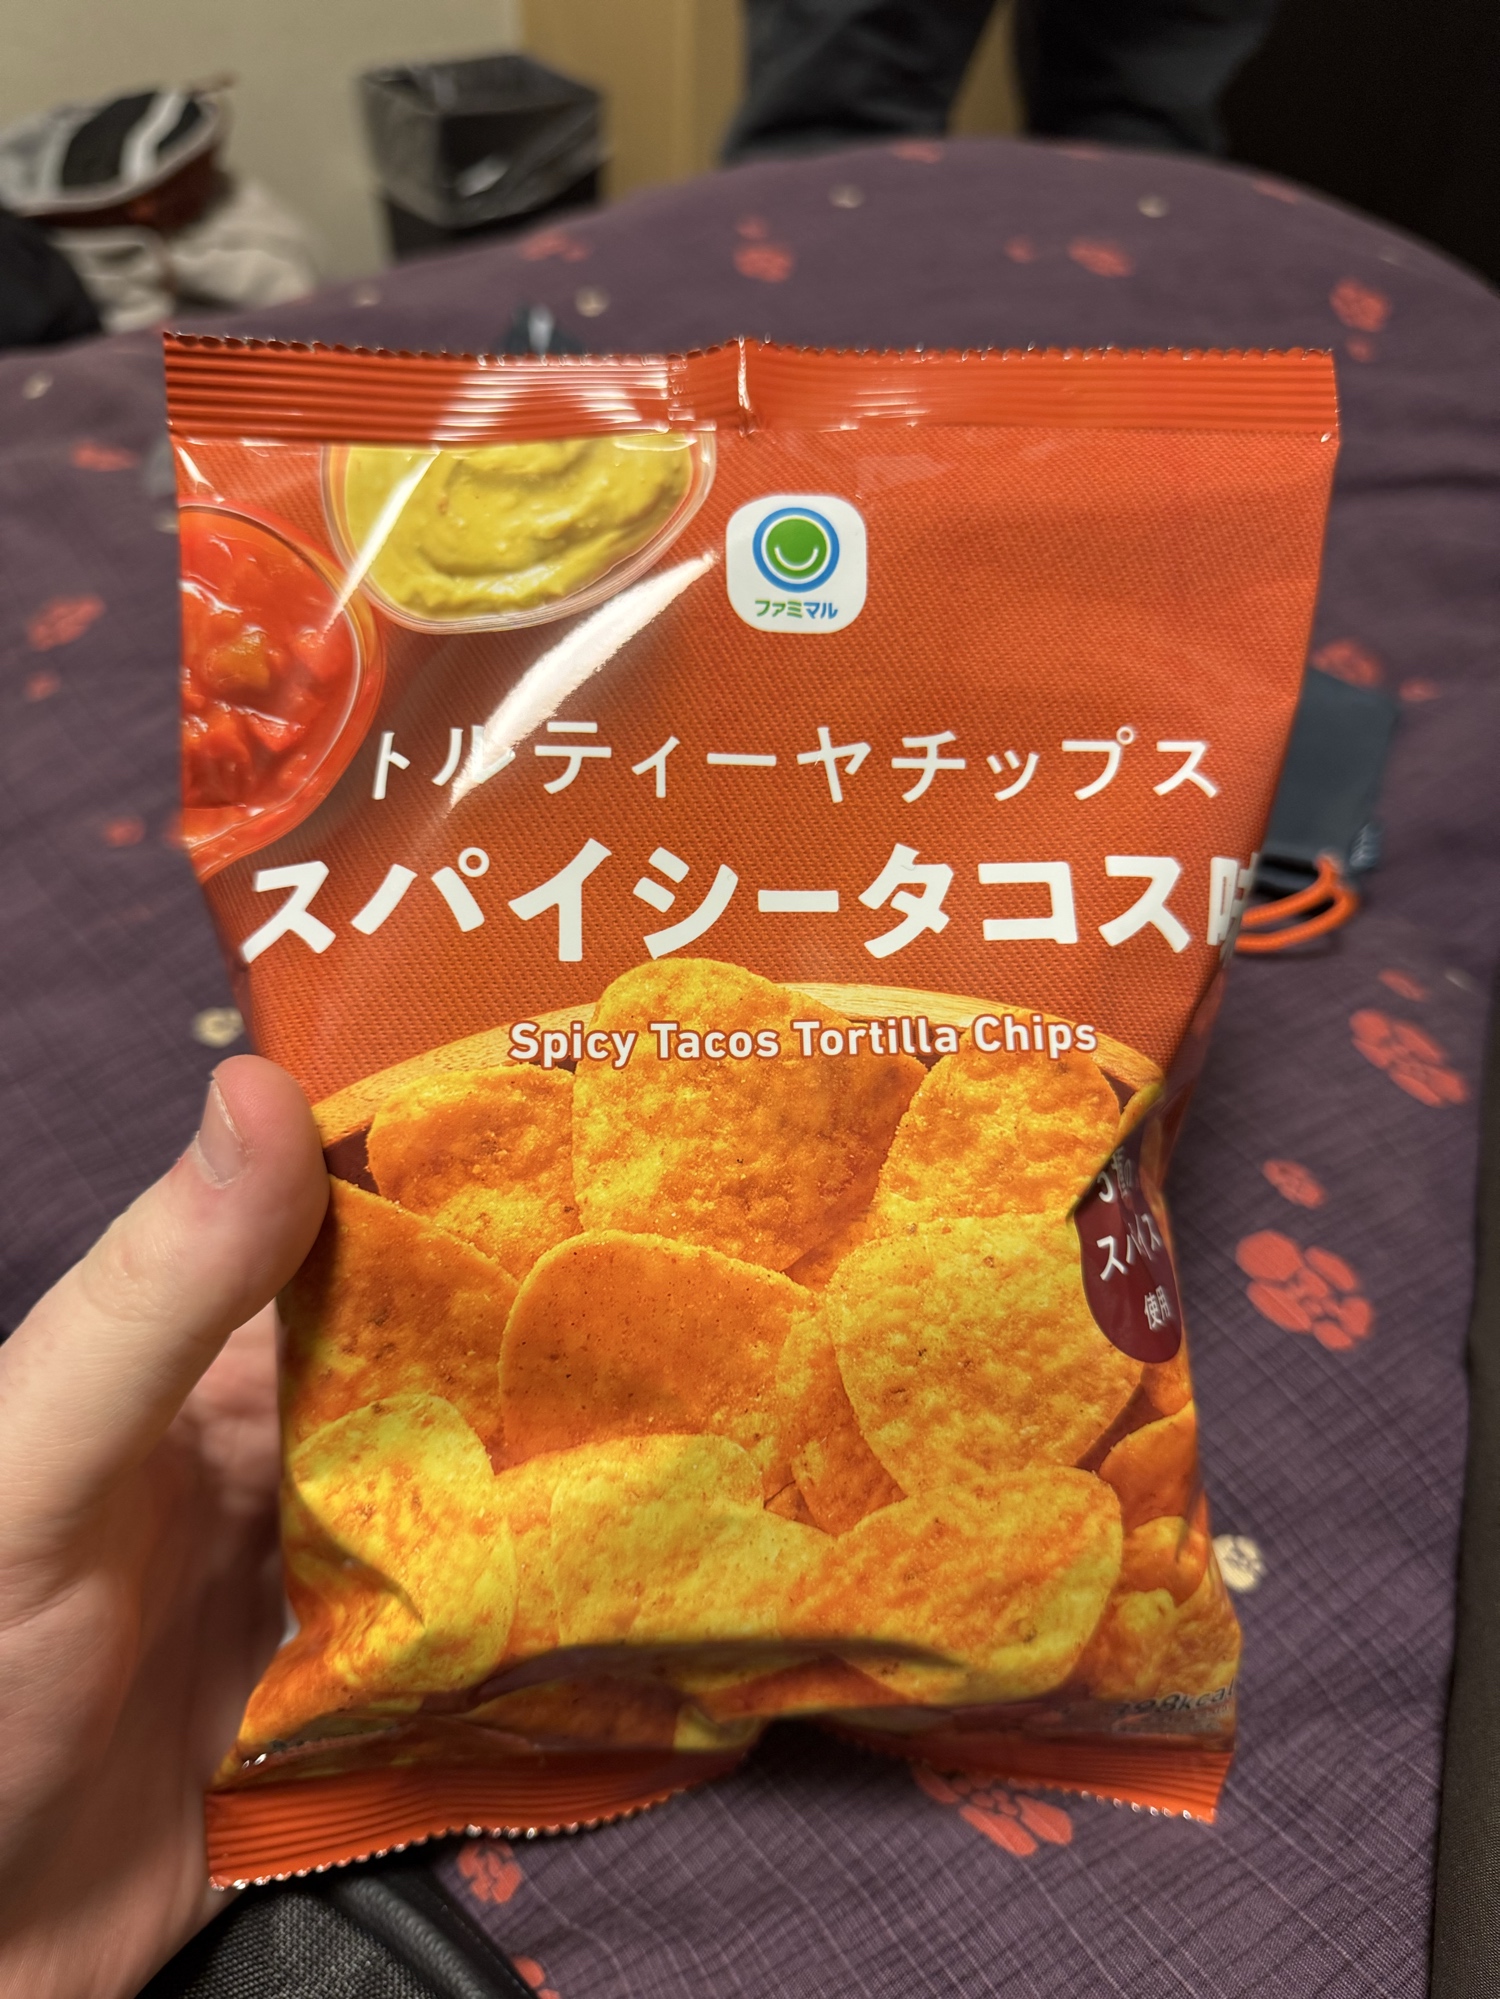 ファミマル
トルティーヤチップス
スパイシータコス味
Spicy Tacos Tortilla Chips
スパイス
使用
kcal